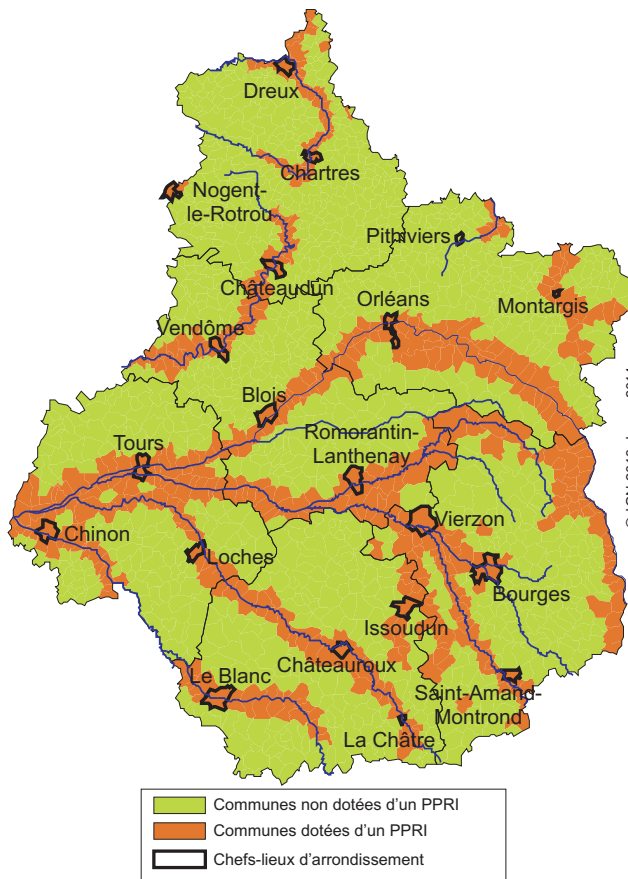 Dreux
Chartres
Nogent-
le-Rotrou
Pithiviers
Châteaudun
Orléans
Montargis
Vendôme
Blois
Romorantin-
Lanthenay
Tours
Vierzon
Chinon
Loches
Bourges
Issoudun
Châteauroux
Le Blanc
Saint-Amand-
Montrond
La Châtre
Communes non dotées d'un PPRI
Communes dotées d'un PPRI
Chefs-lieux d'arrondissement